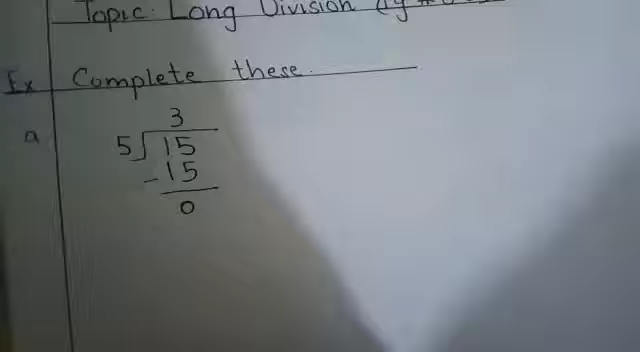 Topic: Long Division
Ex Complete these.
a
3
5 15
-15
0